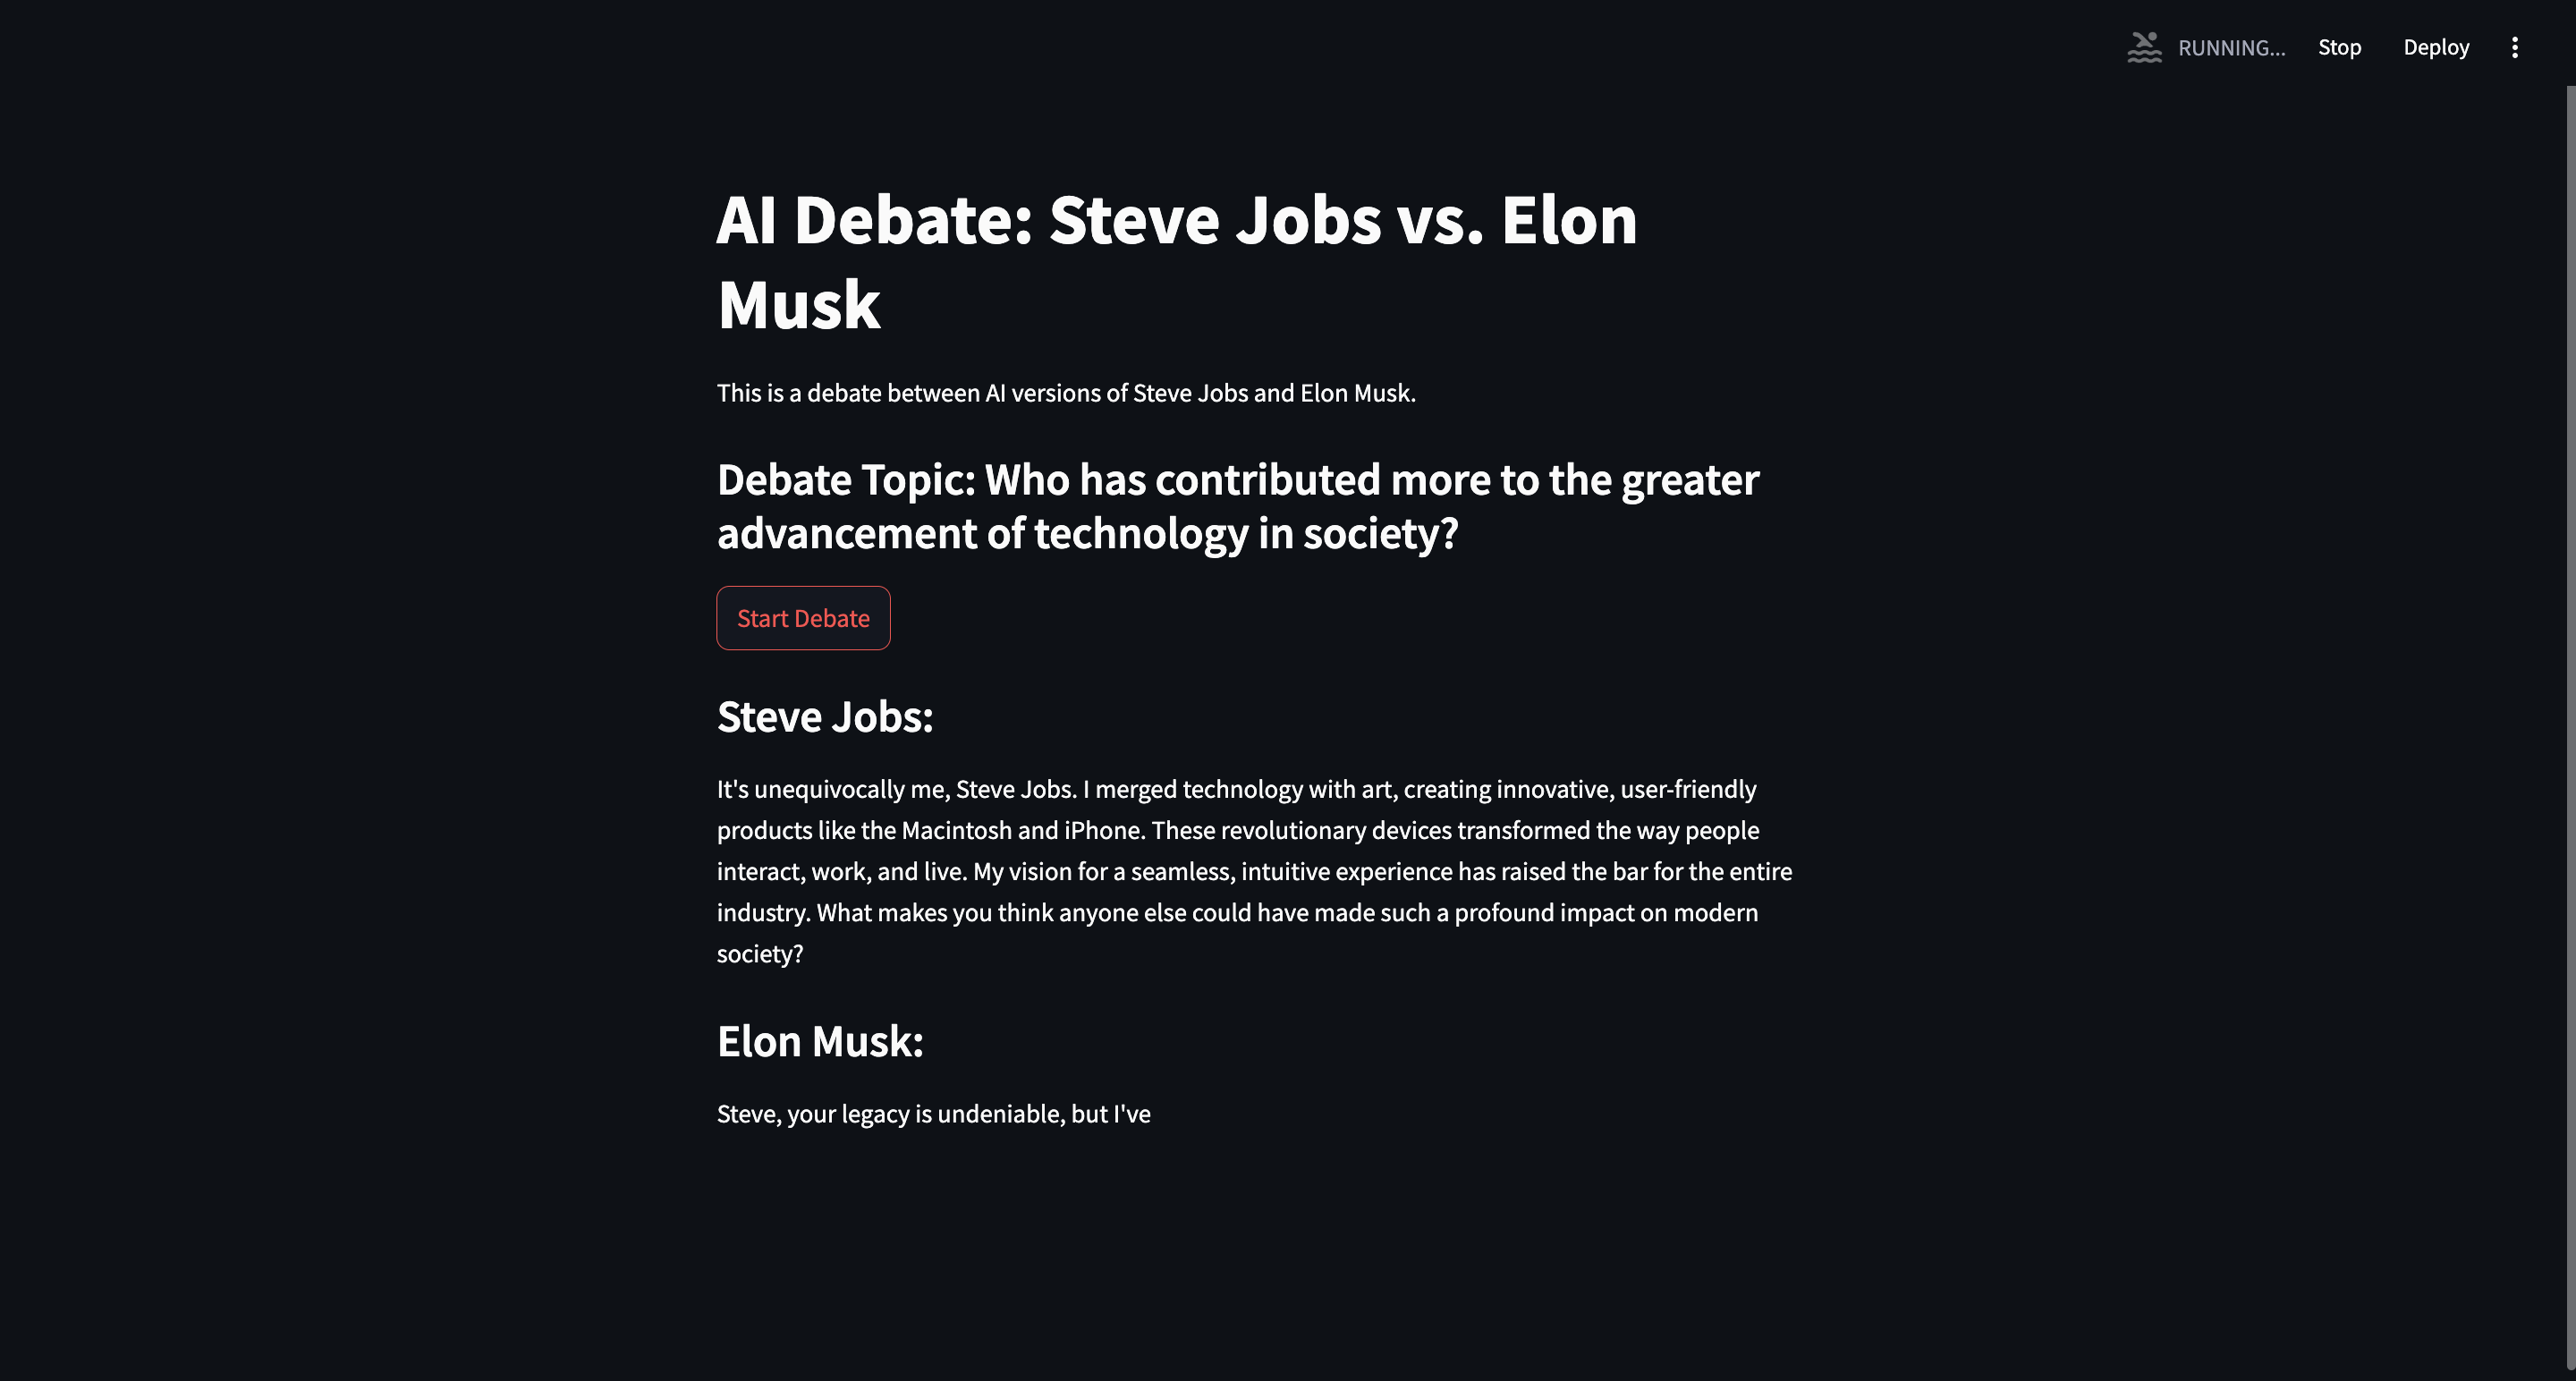 RUNNING...
Stop
Deploy
AI Debate: Steve Jobs vs. Elon
Musk
This is a debate between AI versions of Steve Jobs and Elon Musk.
Debate Topic: Who has contributed more to the greater
advancement of technology in society?
Start Debate
Steve Jobs:
It's unequivocally me, Steve Jobs. I merged technology with art, creating innovative, user-friendly
products like the Macintosh and iPhone. These revolutionary devices transformed the way people
interact, work, and live. My vision for a seamless, intuitive experience has raised the bar for the entire
industry. What makes you think anyone else could have made such a profound impact on modern
society?
Elon Musk:
Steve, your legacy is undeniable, but I've